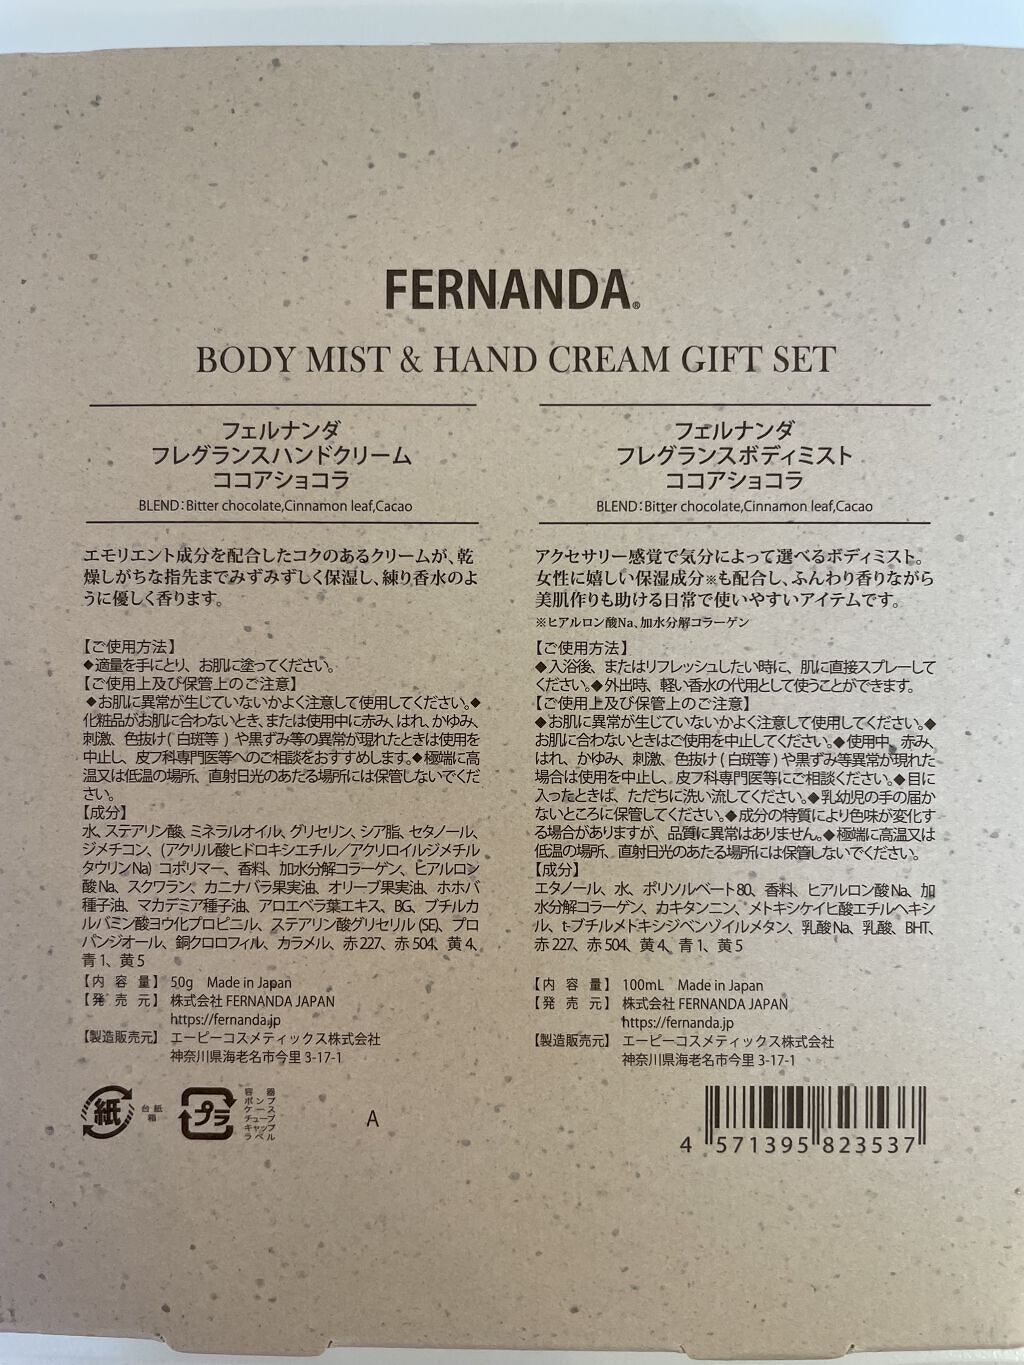 FERNANDA®
BODY MIST & HAND CREAM GIFT SET
フェルナンダ
フレグランスハンドクリーム
ココアショコラ
BLEND：Bitter chocolate,Cinnamon leaf,Cacao
エモリエント成分を配合したコクのあるクリームが、乾
燥しがちな指先までみずみずしく保湿し、練り香水のよ
うに優しく香ります。
【ご使用方法】
◆適量を手にとり、お肌に塗ってください。
【ご使用上及び保管上のご注意】
◆お肌に異常が生じていないかよく注意して使用してください。◆
化粧品がお肌に合わないとき、または使用中に赤み、はれ、かゆみ、
刺激、色抜け(白斑等）や黒ずみ等の異常が現れたときは使用を
中止し、皮フ科専門医等へのご相談をおすすめします。◆極端に高
温又は低温の場所、直射日光のあたる場所には保管しないでくだ
さい。
【成分】
水、ステアリン酸、ミネラルオイル、グリセリン、シア脂、セタノール、
ジメチコン、(アクリル酸ヒドロキシエチル／アクリロイルジメチル
タウリンNa）コポリマー、香料、加水分解コラーゲン、ヒアルロン
酸Na、スクワラン、カニナバラ果実油、オリーブ果実油、ホホバ
種子油、マカデミア種子油、アロエベラ葉エキス、BG、ブチルカ
ルバミン酸ヨウ化プロピニル、ステアリン酸グリセリル(SE)、プロ
パンジオール、銅クロロフィル、カラメル、赤227、赤504、黄4、
青1、黄5
【内容量】50g Made in Japan
【発売元】株式会社 FERNANDA JAPAN
https://fernanda.jp
【製造販売元】エーピーコスメティックス株式会社
神奈川県海老名市今里 3-17-1
紙
台紙
箱
プラ
容器
ポンプ
ケース
チューブ
キャップ
ラベル
A
フェルナンダ
フレグランスボディミスト
ココアショコラ
BLEND：Bitter chocolate,Cinnamon leaf,Cacao
アクセサリー感覚で気分によって選べるボディミスト。
女性に嬉しい保湿成分※も配合し、ふんわり香りながら
美肌作りも助ける日常で使いやすいアイテムです。
※ヒアルロン酸Na、加水分解コラーゲン
【ご使用方法】
◆入浴後、またはリフレッシュしたい時に、肌に直接スプレーして
ください。◆外出時、軽い香水の代用として使うことができます。
【ご使用上及び保管上のご注意】
◆お肌に異常が生じていないかよく注意して使用してください。◆
お肌に合わないときはご使用を中止してください。◆使用中、赤み、
はれ、かゆみ、刺激、色抜け(白斑等）や黒ずみ等異常が現れた
場合は使用を中止し、皮フ科専門医等にご相談ください。◆目に
入ったときは、ただちに洗い流してください。◆乳幼児の手の届か
ないところに保管してください。◆成分の特質により色味が変化す
る場合がありますが、品質に異常はありません。◆極端に高温又は
低温の場所、直射日光のあたる場所には保管しないでください。
【成分】
エタノール、水、ポリソルベート80、香料、ヒアルロン酸Na、加
水分解コラーゲン、カキタンニン、メトキシケイヒ酸エチルヘキシ
ル、t-ブチルメトキシジベンゾイルメタン、乳酸Na、乳酸、BHT、
赤227、赤504、黄4、青1、黄5
【内容量】100mL Made in Japan
【発売元】株式会社 FERNANDA JAPAN
https://fernanda.jp
【製造販売元】エーピーコスメティックス株式会社
神奈川県海老名市今里 3-17-1
4 571395 823537